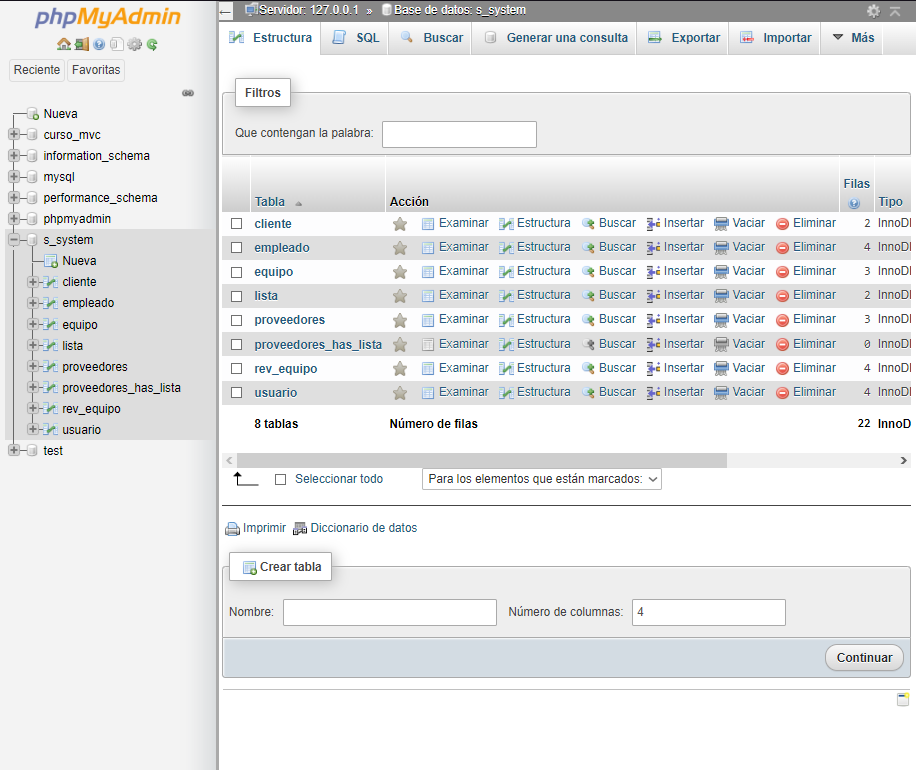 phpMyAdmin
Reciente Favoritas
Nueva
curso_mvc
information_schema
mysql
performance_schema
phpmyadmin
s_system
Nueva
cliente
empleado
equipo
lista
proveedores
proveedores_has_lista
rev_equipo
usuario
test
Servidor: 127.0.0.1 » Base de datos: s_system
Estructura SQL Buscar Generar una consulta Exportar Importar Más
Filtros
Que contengan la palabra:
Tabla Acción Filas Tipo
cliente Examinar Estructura Buscar Insertar Vaciar Eliminar 2 InnoD
empleado Examinar Estructura Buscar Insertar Vaciar Eliminar 4 InnoD
equipo Examinar Estructura Buscar Insertar Vaciar Eliminar 3 InnoD
lista Examinar Estructura Buscar Insertar Vaciar Eliminar 2 InnoD
proveedores Examinar Estructura Buscar Insertar Vaciar Eliminar 3 InnoD
proveedores_has_lista Examinar Estructura Buscar Insertar Vaciar Eliminar 0 InnoD
rev_equipo Examinar Estructura Buscar Insertar Vaciar Eliminar 4 InnoD
usuario Examinar Estructura Buscar Insertar Vaciar Eliminar 4 InnoD
8 tablas Número de filas 22 InnoD
Seleccionar todo Para los elementos que están marcados:
Imprimir Diccionario de datos
Crear tabla
Nombre: Número de columnas: 4
Continuar